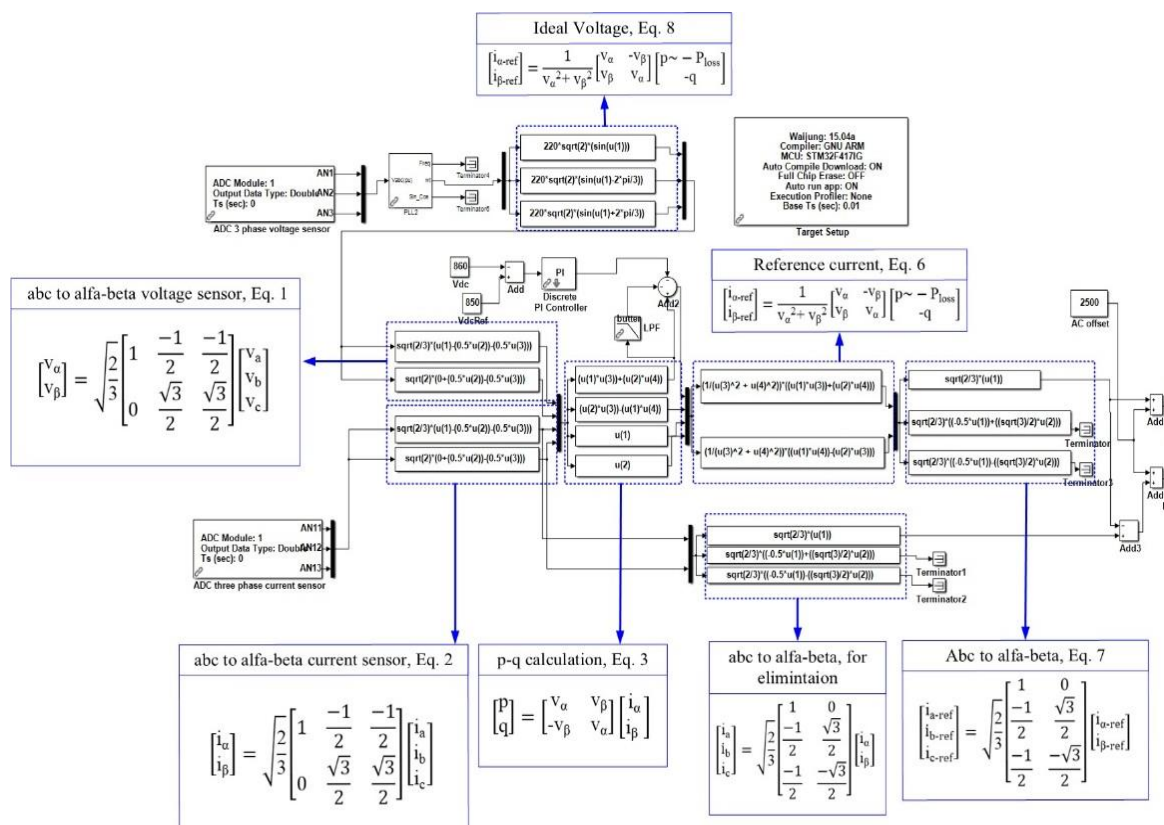 Ideal Voltage, Eq. 8
[iα-ref iβ-ref] = 1 / vα² + vβ² [vα -vβ vβ vα] [p~ − Ploss -q]
ADC Module: 1
Output Data Type: Double
Ts (sec): 0
AN1
AN2
AN3
ADC 3 phase voltage sensor
Vabc(pu)
Freq
wt
Sin_Cos
PLL2
Terminator4
Terminator5
220*sqrt(2)*(sin(u(1)))
220*sqrt(2)*(sin(u(1)-2*pi/3))
220*sqrt(2)*(sin(u(1)+2*pi/3))
Waijung: 15.04a
Compiler: GNU ARM
MCU: STM32F417IG
Auto Compile Download: ON
Full Chip Erase: OFF
Auto run app: ON
Execution Profiler: None
Base Ts (sec): 0.01
Target Setup
abc to alfa-beta voltage sensor, Eq. 1
[vα vβ] = √2/3 [1 -1/2 -1/2 0 √3/2 √3/2] [va vb vc]
860
Vdc
850
VdcRef
Add
PI
Discrete
PI Controller
Add2
butter
LPF
Reference current, Eq. 6
[iα-ref iβ-ref] = 1 / vα² + vβ² [vα -vβ vβ vα] [p~ − Ploss -q]
2500
AC offset
sqrt(2/3)*(u(1)-(0.5*u(2))-(0.5*u(3)))
sqrt(2)*(0+(0.5*u(2))-(0.5*u(3)))
sqrt(2/3)*(u(1)-(0.5*u(2))-(0.5*u(3)))
sqrt(2)*(0+(0.5*u(2))-(0.5*u(3)))
(u(1)*u(3))+(u(2)*u(4))
(u(2)*u(3))-(u(1)*u(4))
u(1)
u(2)
(1/(u(3)^2 + u(4)^2))*((u(1)*u(3))+(u(2)*u(4)))
(1/(u(3)^2 + u(4)^2))*((u(1)*u(4))-(u(2)*u(3)))
sqrt(2/3)*(u(1))
sqrt(2/3)*((-0.5*u(1))+((sqrt(3)/2)*u(2)))
sqrt(2/3)*((-0.5*u(1))-((sqrt(3)/2)*u(2)))
Terminator
Terminator3
Add
Add
Add3
ADC Module: 1
Output Data Type: Double
Ts (sec): 0
AN11
AN12
AN13
ADC three phase current sensor
sqrt(2/3)*(u(1))
sqrt(2/3)*((-0.5*u(1))+((sqrt(3)/2)*u(2)))
sqrt(2/3)*((-0.5*u(1))-((sqrt(3)/2)*u(2)))
Terminator1
Terminator2
abc to alfa-beta current sensor, Eq. 2
[iα iβ] = √2/3 [1 -1/2 -1/2 0 √3/2 √3/2] [ia ib ic]
p-q calculation, Eq. 3
[p q] = [vα vβ -vβ vα] [iα iβ]
abc to alfa-beta, for
elimintaion
[ia ib ic] = √2/3 [1 0 -1/2 √3/2 -1/2 -√3/2] [iα iβ]
Abc to alfa-beta, Eq. 7
[ia-ref ib-ref ic-ref] = √2/3 [1 0 -1/2 √3/2 -1/2 -√3/2] [iα-ref iβ-ref]